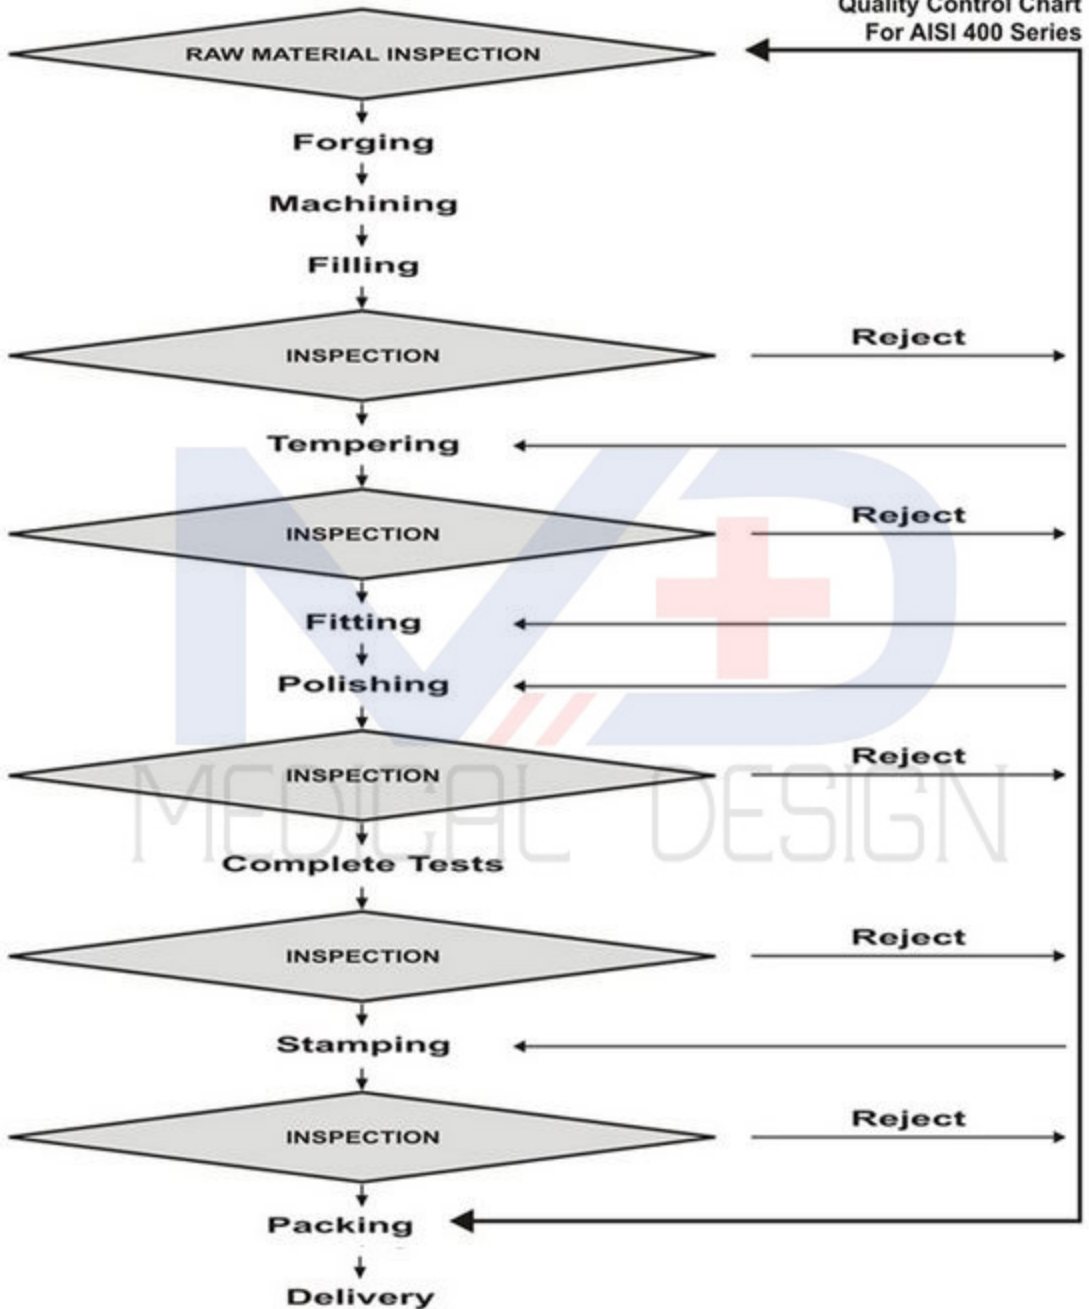 Quality Control Chart
For AISI 400 Series
RAW MATERIAL INSPECTION
Forging
Machining
Filling
INSPECTION
Reject
Tempering
INSPECTION
Reject
Fitting
Polishing
INSPECTION
Reject
MEDICAL DESIGN
Complete Tests
INSPECTION
Reject
Stamping
INSPECTION
Reject
Packing
Delivery